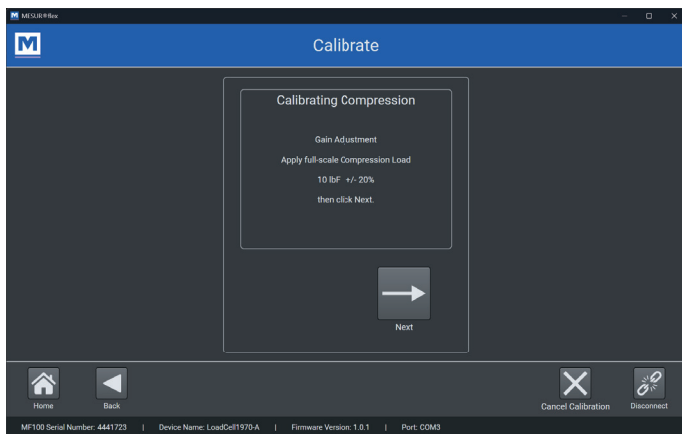 MESUR®flex
M
Calibrate
Calibrating Compression
Gain Adustment
Apply full-scale Compression Load
10 lbF +/- 20%
then click Next.
Next
Home
Back
Cancel Calibration
Disconnect
MF100 Serial Number: 4441723 | Device Name: LoadCell1970-A | Firmware Version: 1.0.1 | Port: COM3